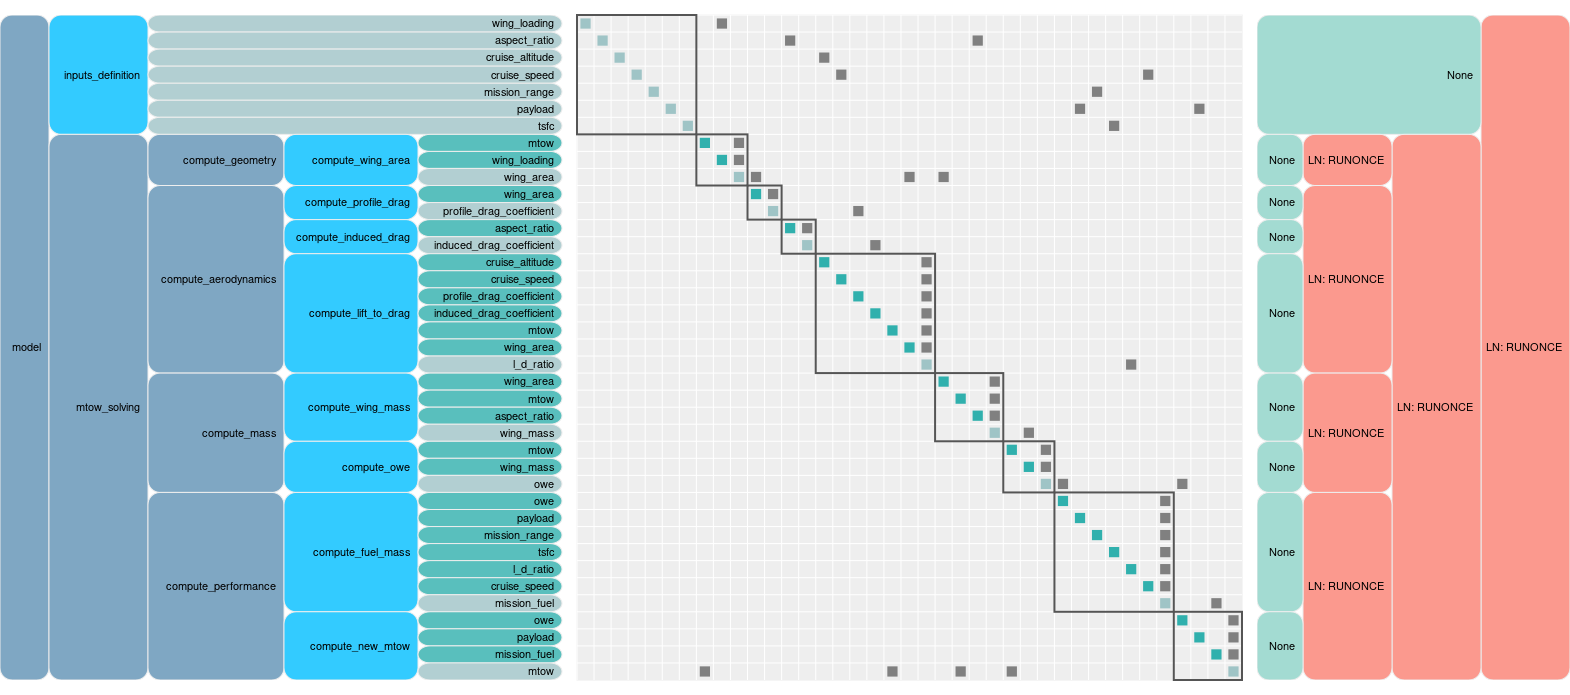 model
inputs_definition
wing_loading
aspect_ratio
cruise_altitude
cruise_speed
mission_range
payload
tsfc
mtow_solving
compute_geometry
compute_wing_area
mtow
wing_loading
wing_area
compute_aerodynamics
compute_profile_drag
wing_area
profile_drag_coefficient
compute_induced_drag
aspect_ratio
induced_drag_coefficient
compute_lift_to_drag
cruise_altitude
cruise_speed
profile_drag_coefficient
induced_drag_coefficient
mtow
wing_area
l_d_ratio
compute_mass
compute_wing_mass
wing_area
mtow
aspect_ratio
wing_mass
compute_owe
mtow
wing_mass
owe
compute_performance
compute_fuel_mass
owe
payload
mission_range
tsfc
l_d_ratio
cruise_speed
mission_fuel
compute_new_mtow
owe
payload
mission_fuel
mtow
None
None
LN: RUNONCE
None
None
LN: RUNONCE
None
None
LN: RUNONCE
None
None
LN: RUNONCE
None
LN: RUNONCE
LN: RUNONCE